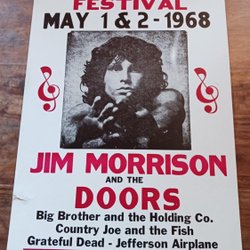 FESTIVAL
MAY 1 & 2 - 1968
JIM MORRISON
AND THE
DOORS
Big Brother and the Holding Co.
Country Joe and the Fish
Grateful Dead - Jefferson Airplane